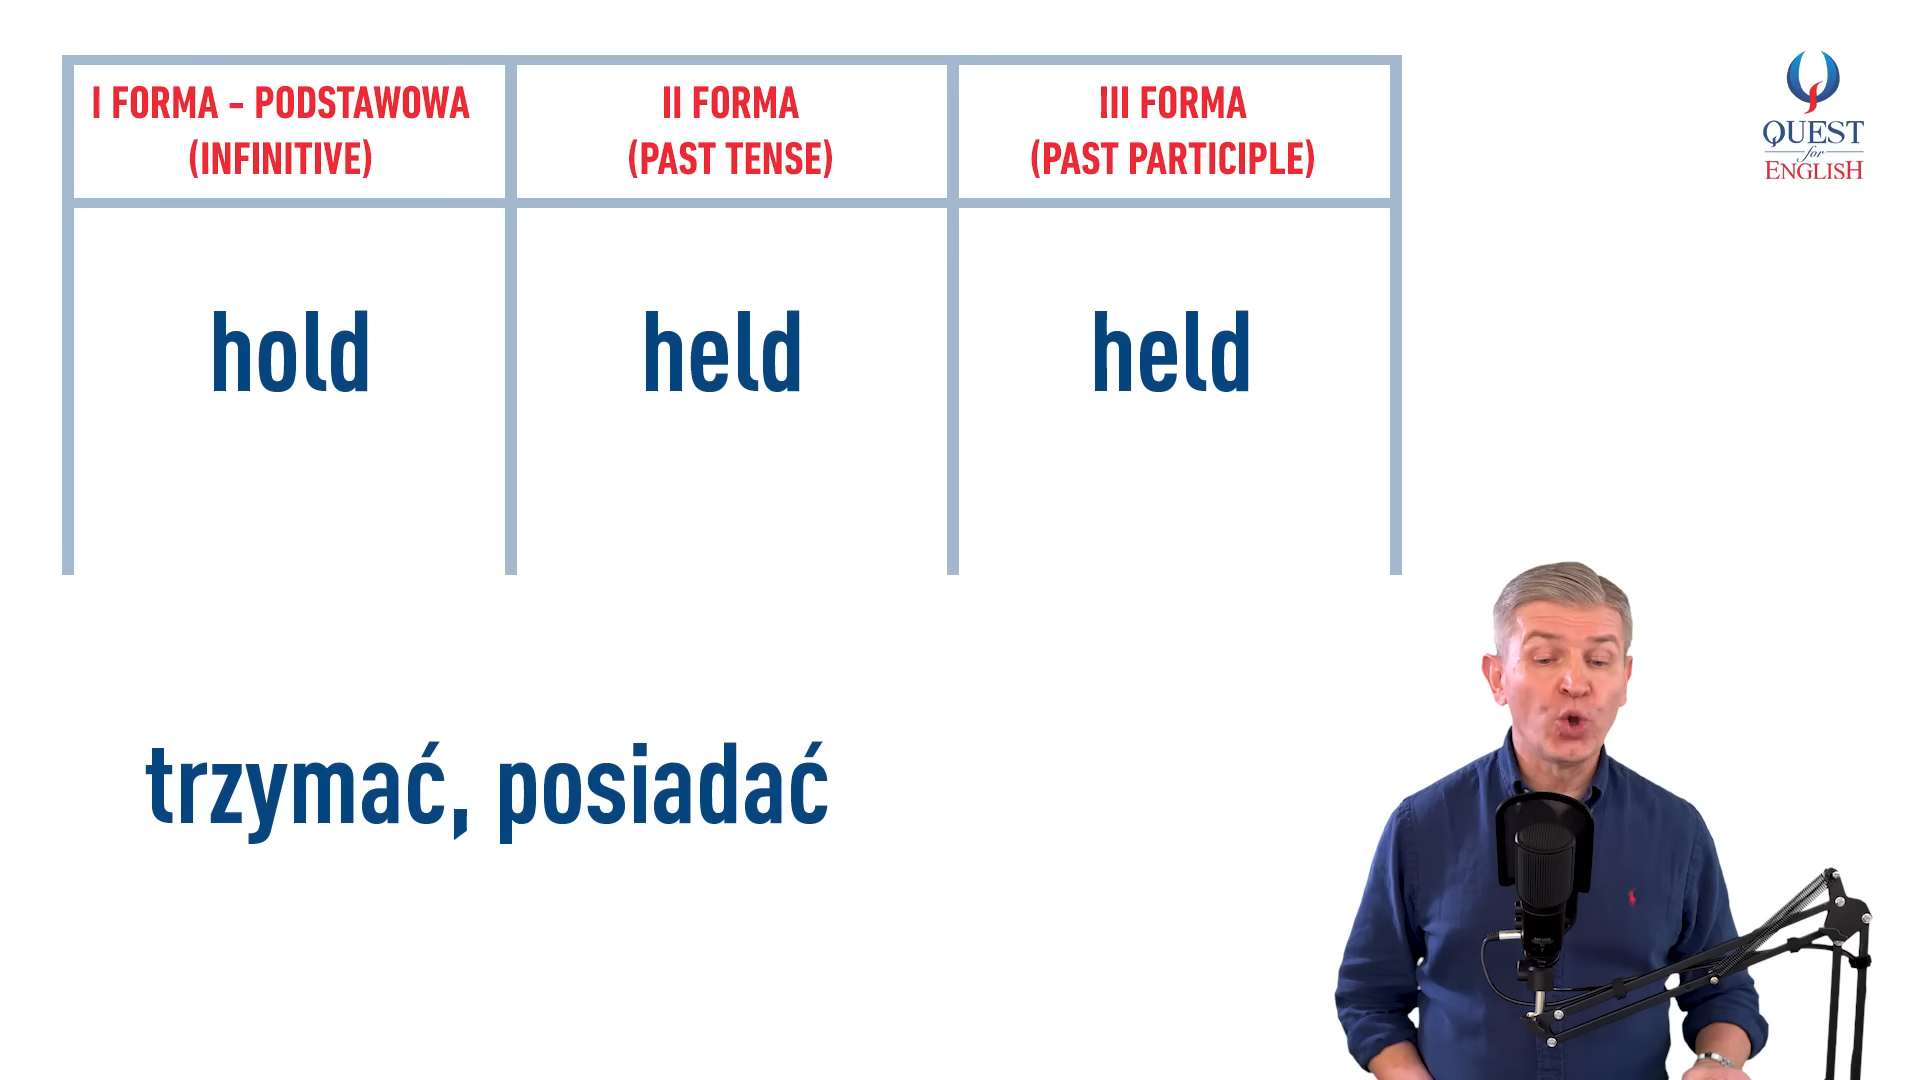 I FORMA - PODSTAWOWA
(INFINITIVE)
II FORMA
(PAST TENSE)
III FORMA
(PAST PARTICIPLE)
hold
held
held
trzymać, posiadać
QUEST
for
ENGLISH